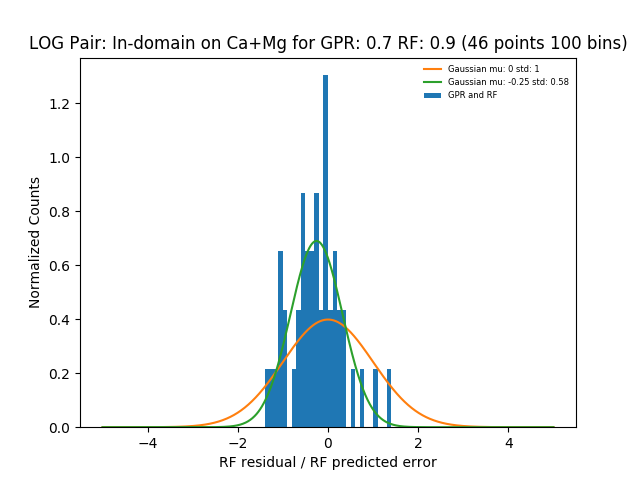 LOG Pair: In-domain on Ca+Mg for GPR: 0.7 RF: 0.9 (46 points 100 bins)
Gaussian mu: 0 std: 1
Gaussian mu: -0.25 std: 0.58
GPR and RF
Normalized Counts
1.2
1.0
0.8
0.6
0.4
0.2
0.0
−4 −2 0 2 4
RF residual / RF predicted error